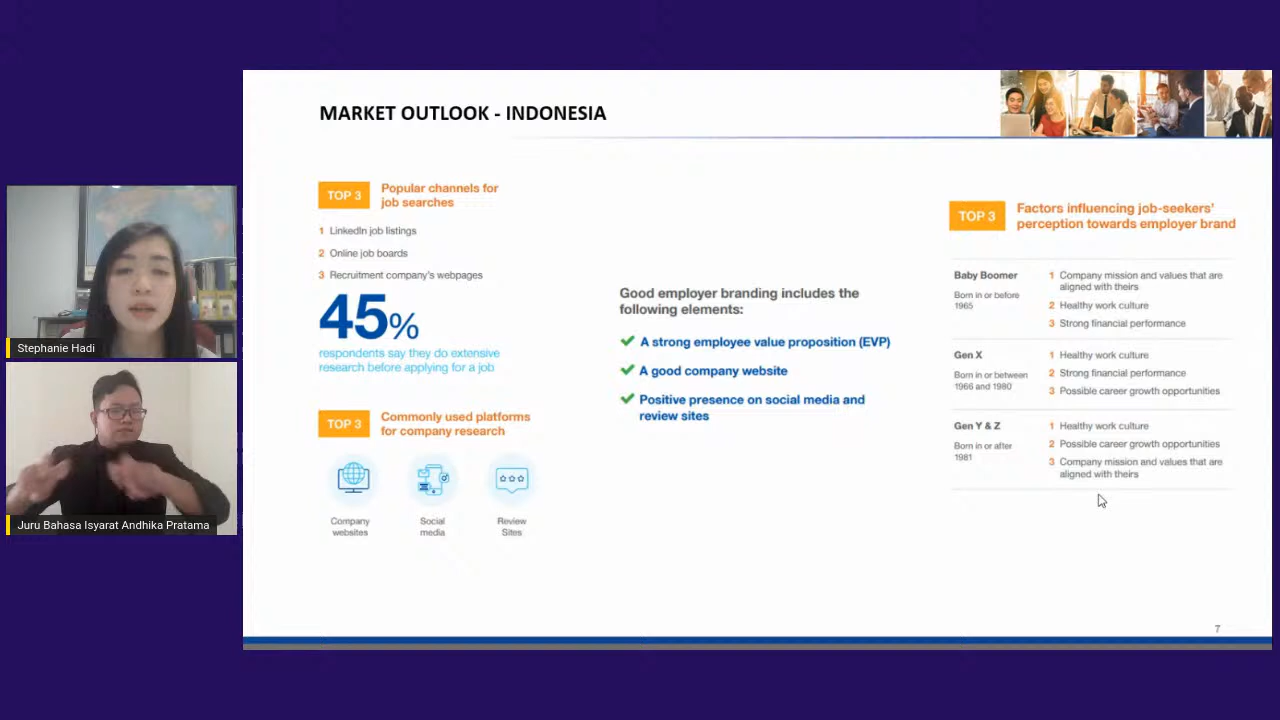 MARKET OUTLOOK - INDONESIA
TOP 3
Popular channels for
job searches
1 LinkedIn job listings
2 Online job boards
3 Recruitment company's webpages
45%
respondents say they do extensive
research before applying for a job
TOP 3
Commonly used platforms
for company research
Company
websites
Social
media
Review
Sites
Good employer branding includes the
following elements:
A strong employee value proposition (EVP)
A good company website
Positive presence on social media and
review sites
TOP 3
Factors influencing job-seekers'
perception towards employer brand
Baby Boomer
Born in or before
1965
1 Company mission and values that are
aligned with theirs
2 Healthy work culture
3 Strong financial performance
Gen X
Born in or between
1966 and 1980
1 Healthy work culture
2 Strong financial performance
3 Possible career growth opportunities
Gen Y & Z
Born in or after
1981
1 Healthy work culture
2 Possible career growth opportunities
3 Company mission and values that are
aligned with theirs
7
Stephanie Hadi
Juru Bahasa Isyarat Andhika Pratama